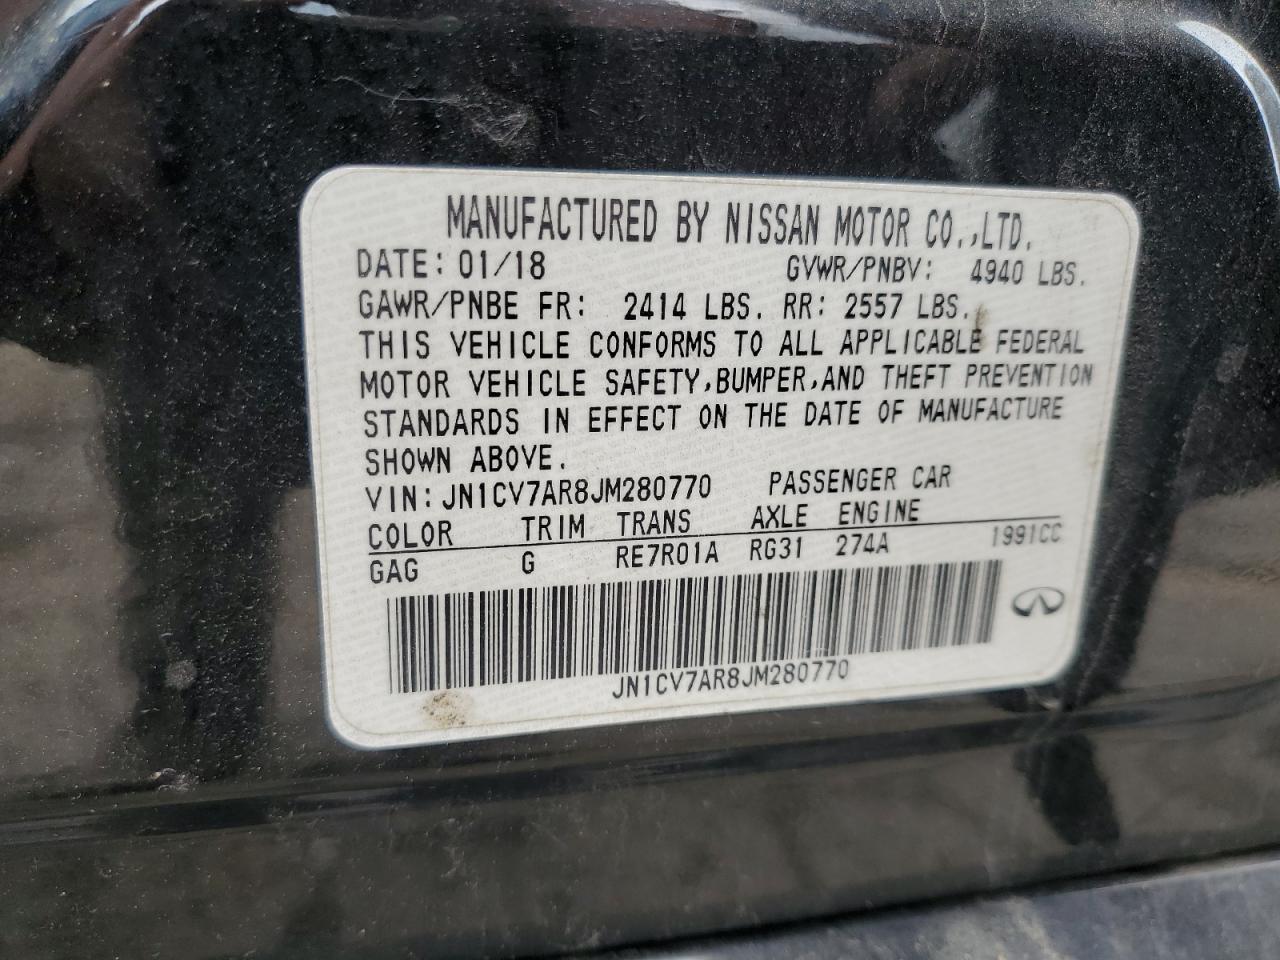 MANUFACTURED BY NISSAN MOTOR CO.,LTD.
DATE: 01/18 GVWR/PNBV: 4940 LBS.
GAWR/PNBE FR: 2414 LBS. RR: 2557 LBS.
THIS VEHICLE CONFORMS TO ALL APPLICABLE FEDERAL
MOTOR VEHICLE SAFETY,BUMPER,AND THEFT PREVENTION
STANDARDS IN EFFECT ON THE DATE OF MANUFACTURE
SHOWN ABOVE.
VIN: JN1CV7AR8JM280770 PASSENGER CAR
COLOR TRIM TRANS AXLE ENGINE
GAG G RE7R01A RG31 274A 1991CC
JN1CV7AR8JM280770